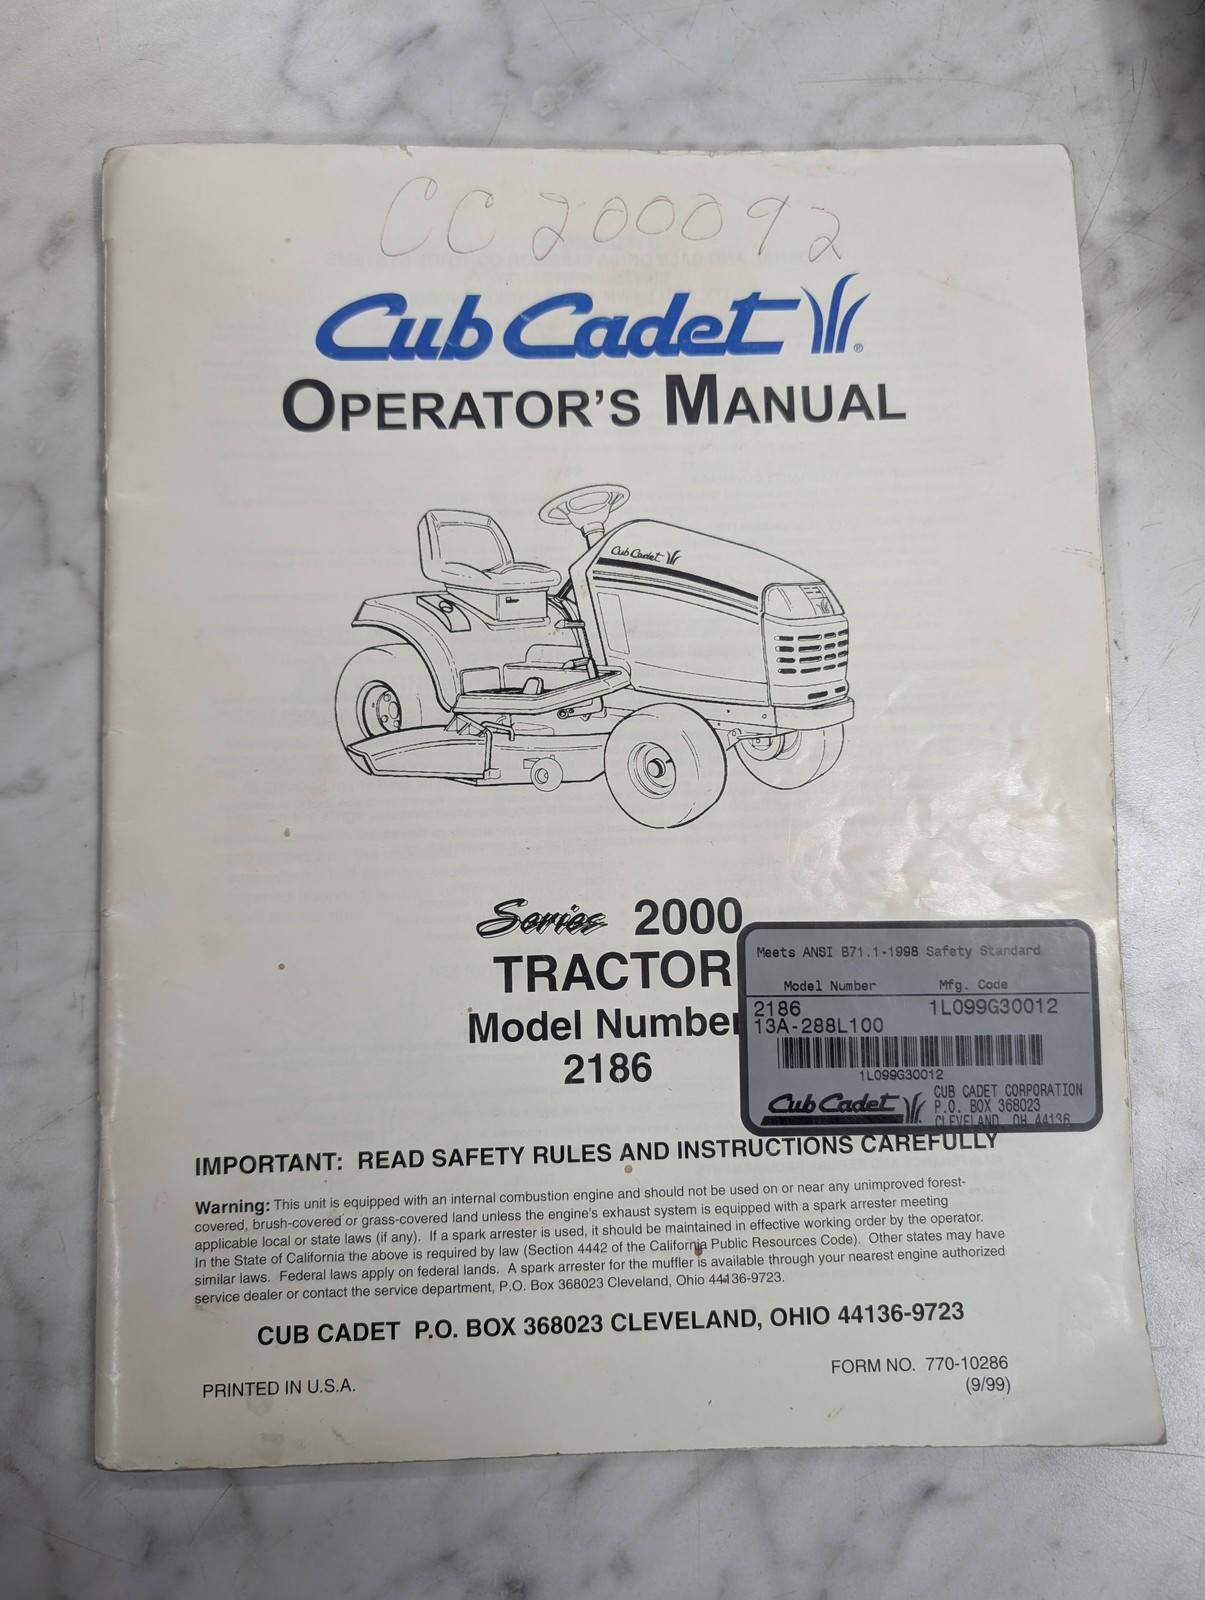 CC200092
Cub Cadet ®
OPERATOR'S MANUAL
Cub Cadet
Series 2000
TRACTOR
Model Number
2186
Meets ANSI B71.1-1998 Safety Standard
Model Number Mfg. Code
2186 1L099G30012
13A-288L100
1L099G30012
Cub Cadet
CUB CADET CORPORATION
P.O. BOX 368023
CLEVELAND, OH 44136
IMPORTANT: READ SAFETY RULES AND INSTRUCTIONS CAREFULLY
Warning: This unit is equipped with an internal combustion engine and should not be used on or near any unimproved forest-
covered, brush-covered or grass-covered land unless the engine's exhaust system is equipped with a spark arrester meeting
applicable local or state laws (if any). If a spark arrester is used, it should be maintained in effective working order by the operator.
In the State of California the above is required by law (Section 4442 of the California Public Resources Code). Other states may have
similar laws. Federal laws apply on federal lands. A spark arrester for the muffler is available through your nearest engine authorized
service dealer or contact the service department, P.O. Box 368023 Cleveland, Ohio 44136-9723.
CUB CADET P.O. BOX 368023 CLEVELAND, OHIO 44136-9723
PRINTED IN U.S.A.
FORM NO. 770-10286
(9/99)